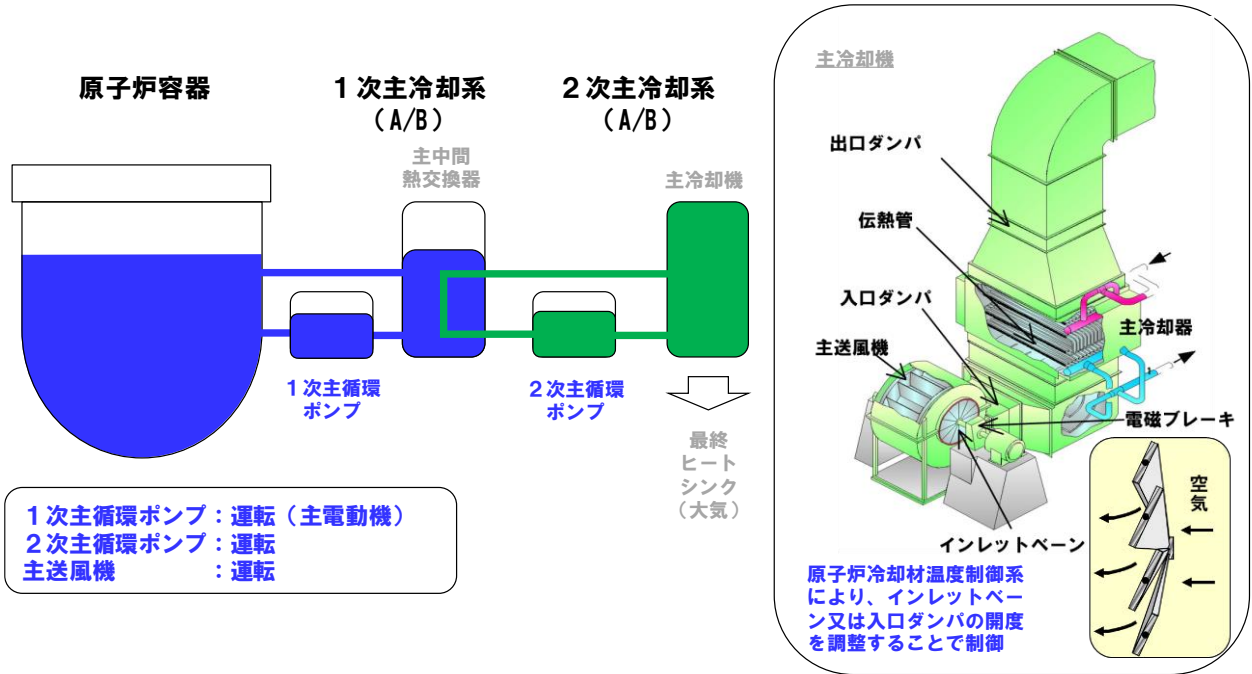 原子炉容器
1次主冷却系
（A/B）
2次主冷却系
（A/B）
主中間
熱交換器
主冷却機
1次主循環
ポンプ
2次主循環
ポンプ
最終
ヒート
シンク
（大気）
1次主循環ポンプ：運転（主電動機）
2次主循環ポンプ：運転
主送風機　　　　：運転
主冷却機
出口ダンパ
伝熱管
入口ダンパ
主冷却器
主送風機
電磁ブレーキ
インレットベーン
空気
原子炉冷却材温度制御系
により、インレットベー
ン又は入口ダンパの開度
を調整することで制御